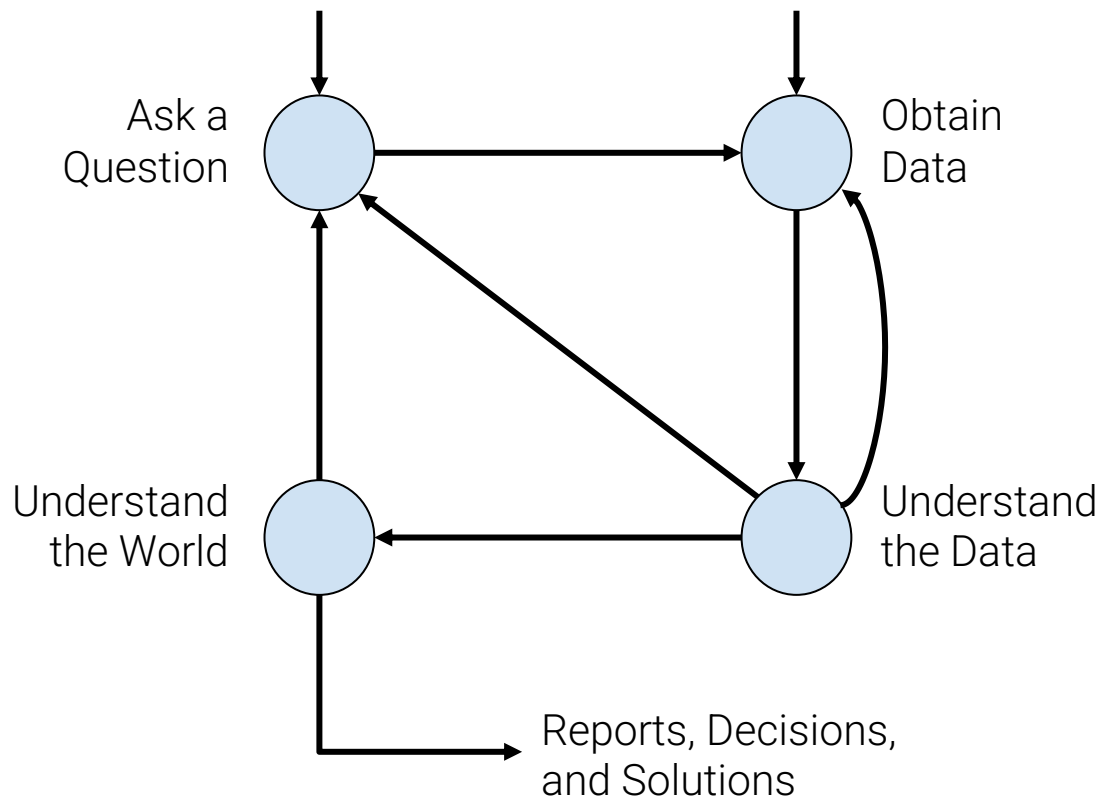 Ask a
Question
Obtain
Data
Understand
the World
Understand
the Data
Reports, Decisions,
and Solutions